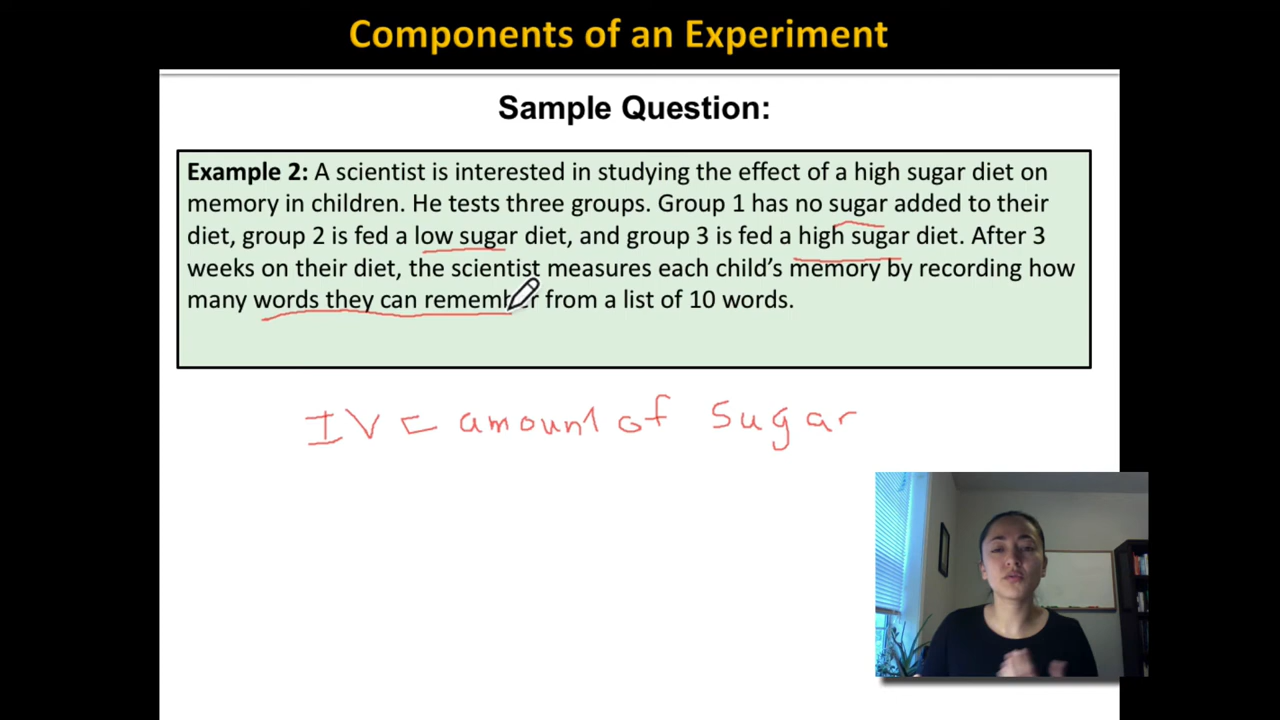 Components of an Experiment
Sample Question:
Example 2: A scientist is interested in studying the effect of a high sugar diet on
memory in children. He tests three groups. Group 1 has no sugar added to their
diet, group 2 is fed a low sugar diet, and group 3 is fed a high sugar diet. After 3
weeks on their diet, the scientist measures each child's memory by recording how
many words they can remember from a list of 10 words.
IV = amount of sugar